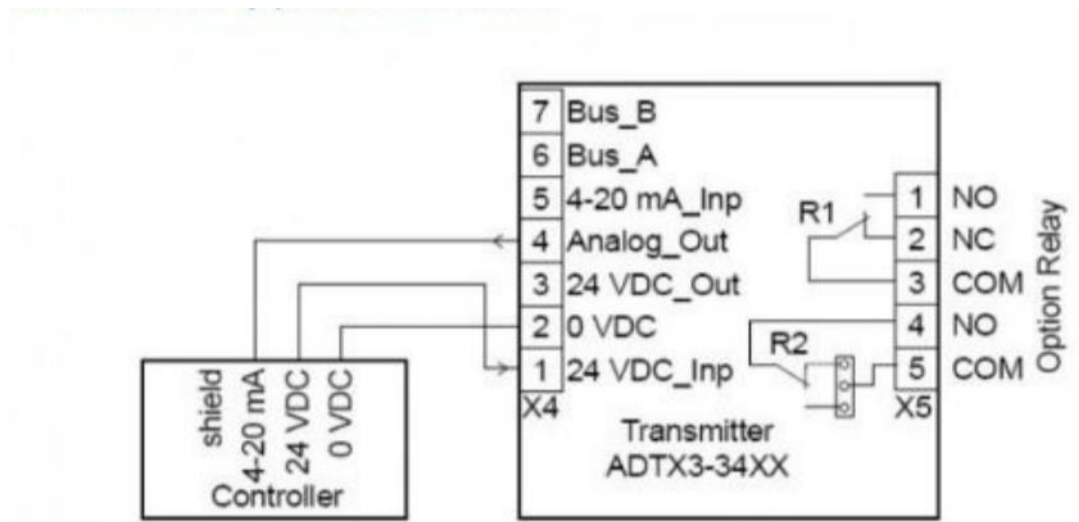 7 Bus_B
6 Bus_A
5 4-20 mA_Inp
4 Analog_Out
3 24 VDC_Out
2 0 VDC
1 24 VDC_Inp
X4
R1
R2
1 NO
2 NC
3 COM
4 NO
5 COM
X5
Option Relay
Transmitter
ADTX3-34XX
shield
4-20 mA
24 VDC
0 VDC
Controller